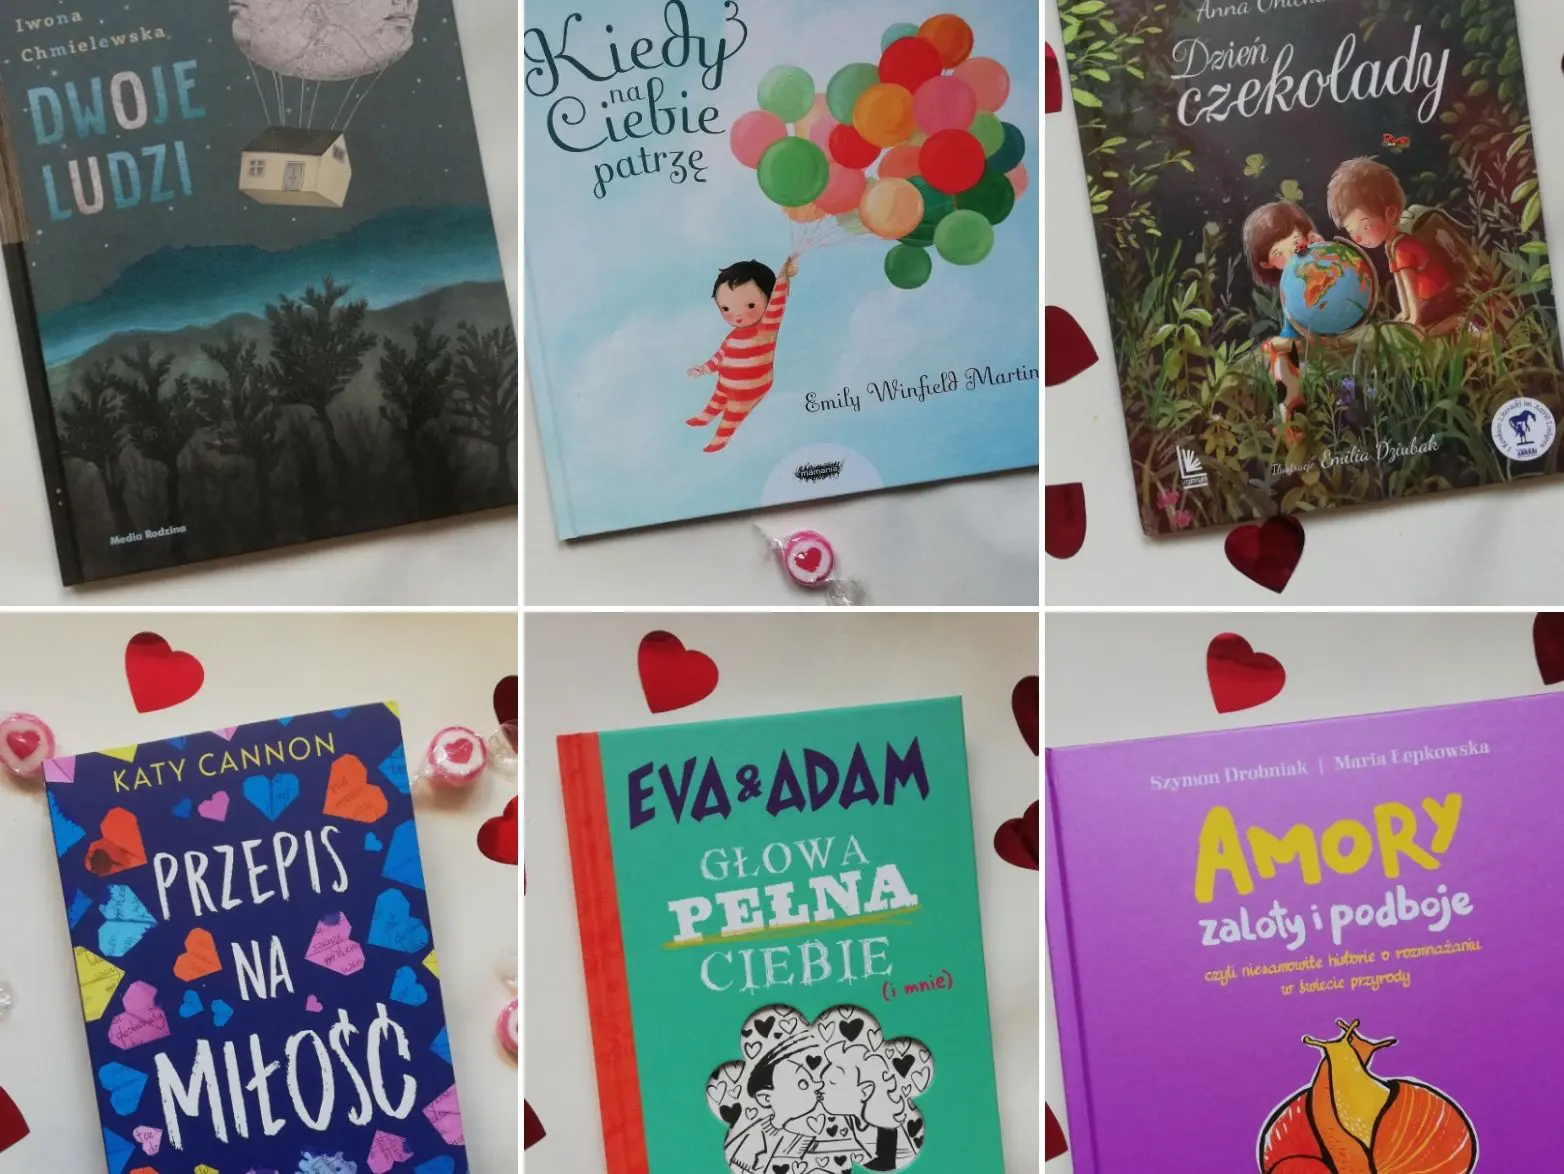 Iwona
Chmielewska
DWOJE
LUDZI
Media Rodzina
Kiedy
na
Ciebie
patrzę
Emily Winfield Martin
mamania
Anna
Dzień
czekolady
Ilustracje Emilia Dziubak
KATY CANNON
PRZEPIS
NA
MIŁOŚĆ
EVA & ADAM
GŁOWA
PEŁNA
CIEBIE
(i mnie)
Szymon Drobniak | Maria Łepkowska
AMORY
zaloty i podboje
czyli niesamowite historie o rozmnażaniu
w świecie przyrody